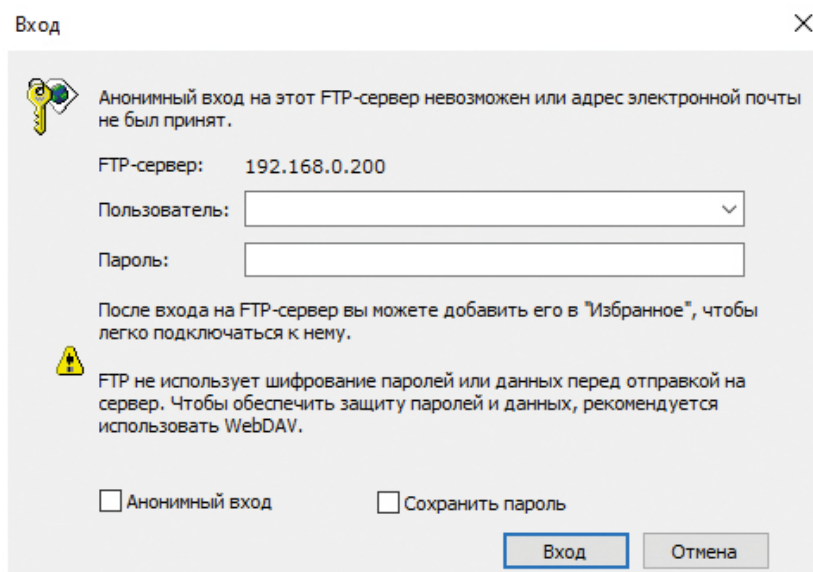 Вход
Анонимный вход на этот FTP-сервер невозможен или адрес электронной почты
не был принят.
FTP-сервер: 192.168.0.200
Пользователь:
Пароль:
После входа на FTP-сервер вы можете добавить его в "Избранное", чтобы
легко подключаться к нему.
FTP не использует шифрование паролей или данных перед отправкой на
сервер. Чтобы обеспечить защиту паролей и данных, рекомендуется
использовать WebDAV.
Анонимный вход Сохранить пароль
Вход Отмена